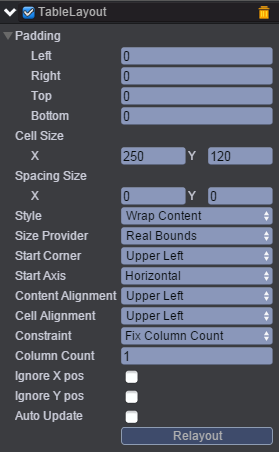 TableLayout
Padding
Left 0
Right 0
Top 0
Bottom 0
Cell Size
X 250 Y 120
Spacing Size
X 0 Y 0
Style Wrap Content
Size Provider Real Bounds
Start Corner Upper Left
Start Axis Horizontal
Content Alignment Upper Left
Cell Alignment Upper Left
Constraint Fix Column Count
Column Count 1
Ignore X pos
Ignore Y pos
Auto Update
Relayout